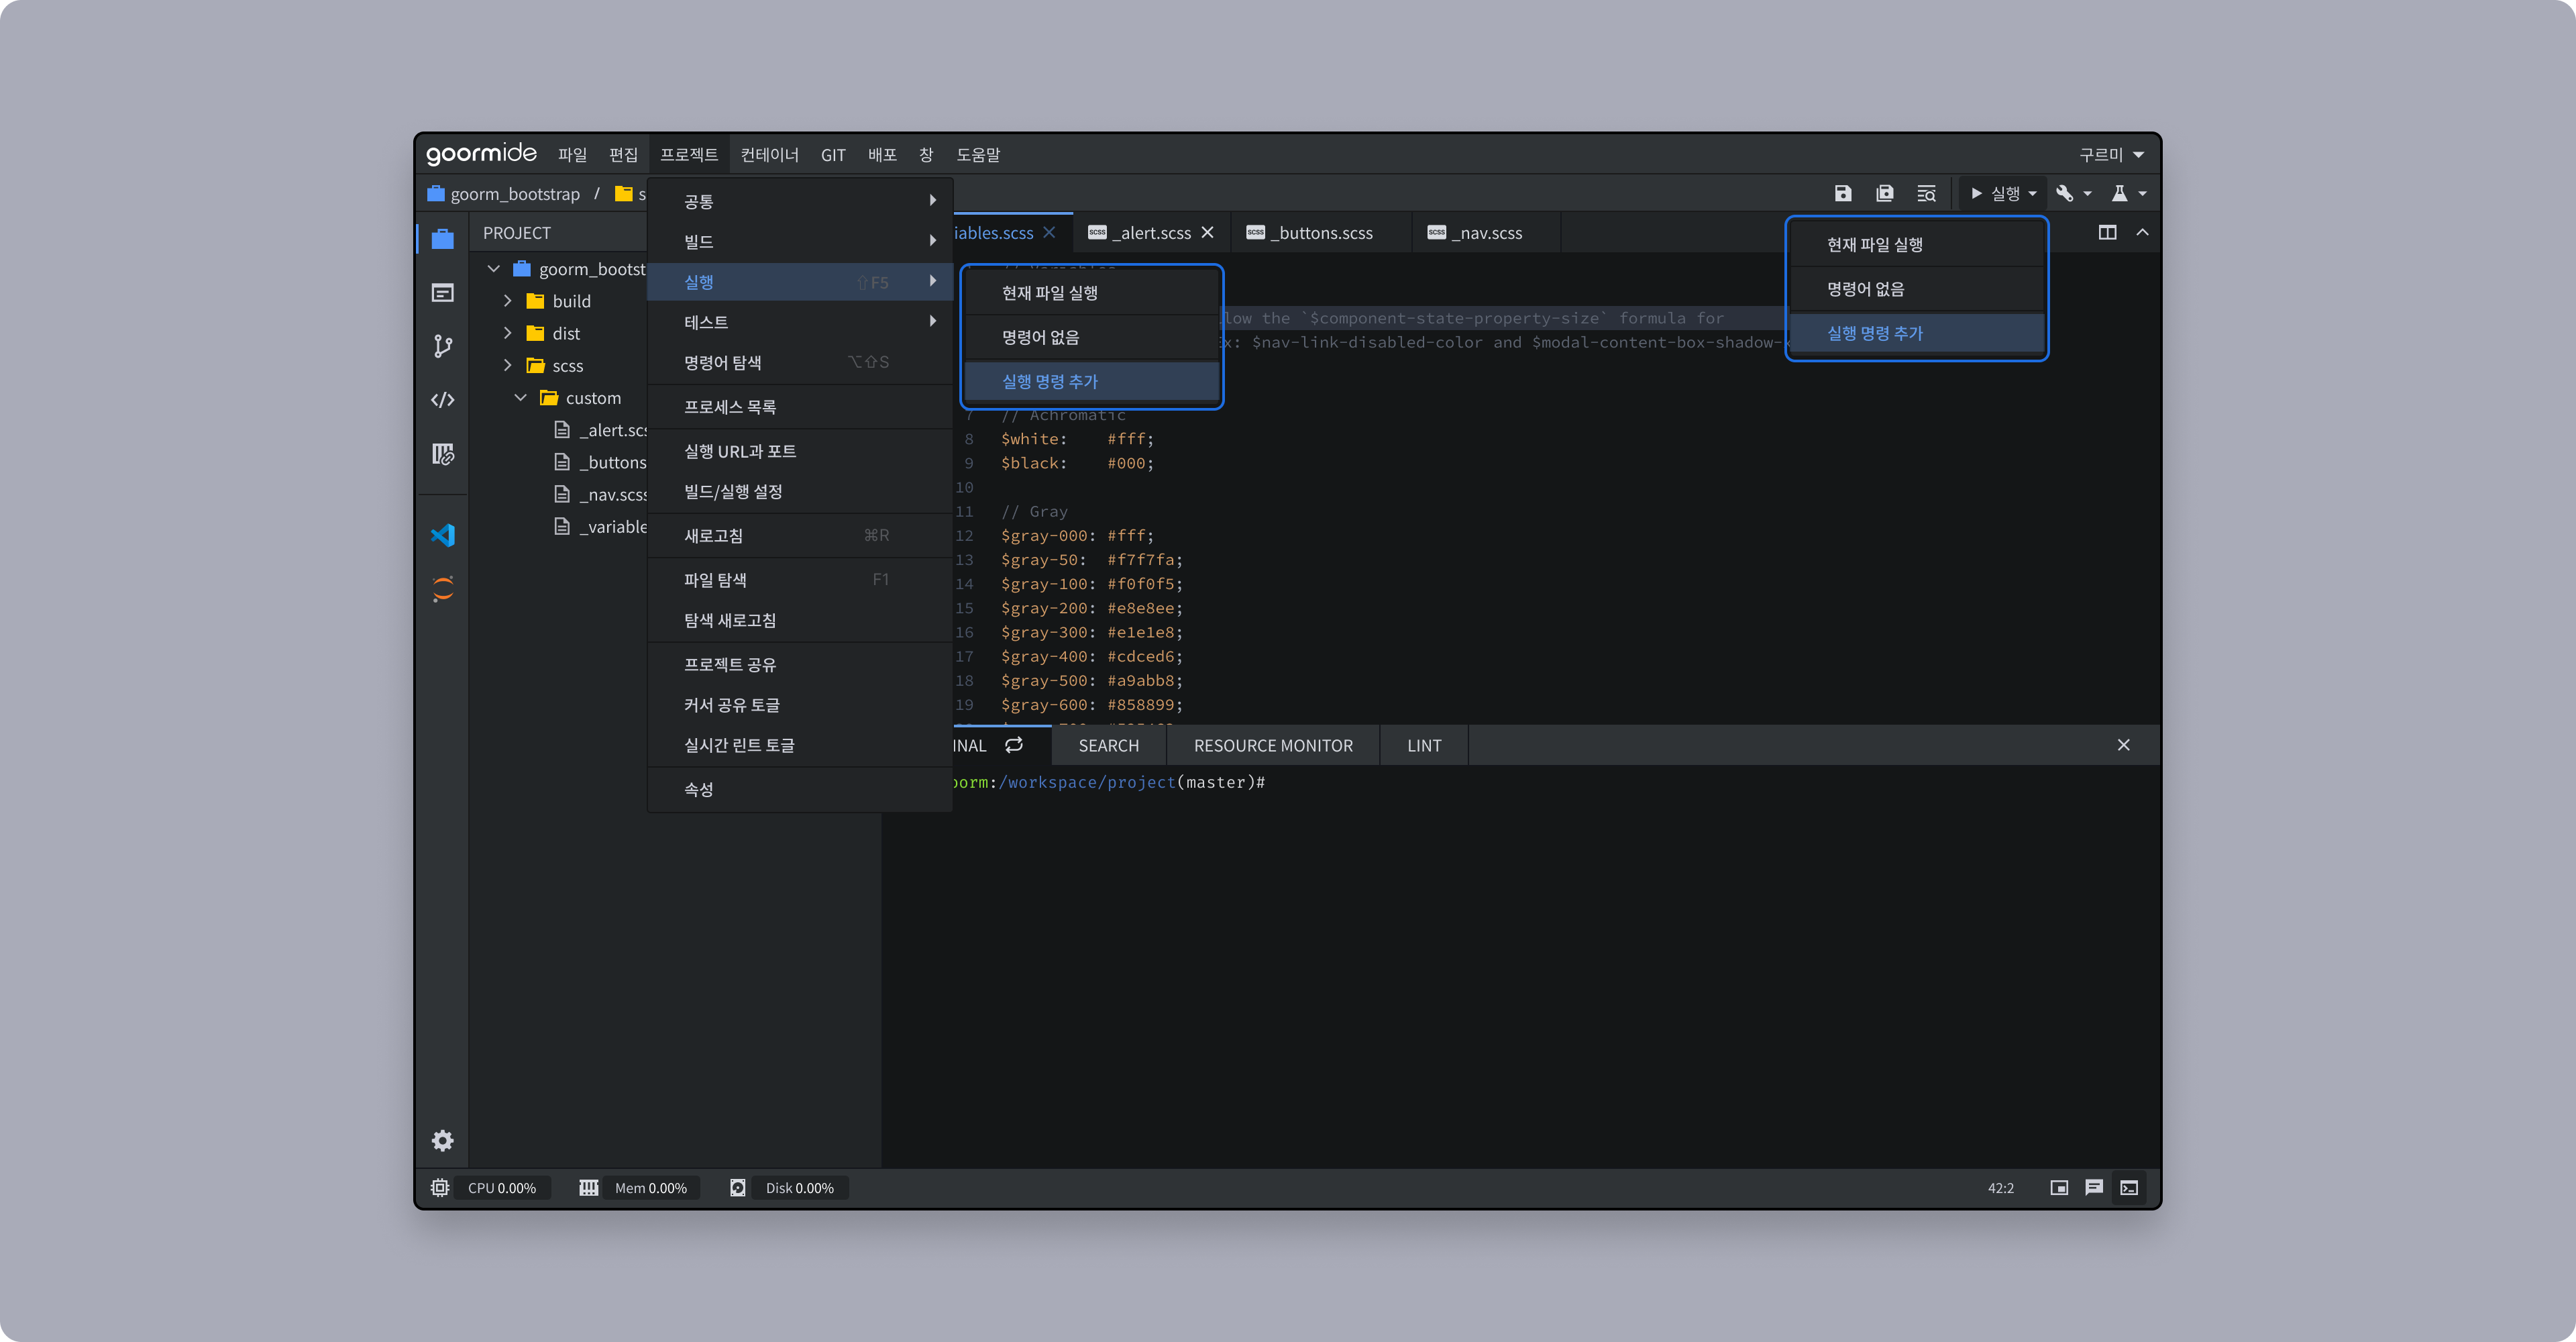 goormide 파일 편집 프로젝트 컨테이너 GIT 배포 창 도움말 구르미
goorm_bootstrap / s 실행
PROJECT
goorm_bootst
build
dist
scss
custom
_alert.scs
_buttons
_nav.scss
_variable
공통
빌드
실행 ⇧F5
테스트
명령어 탐색 ⌥⇧S
프로세스 목록
실행 URL과 포트
빌드/실행 설정
새로고침 ⌘R
파일 탐색 F1
탐색 새로고침
프로젝트 공유
커서 공유 토글
실시간 린트 토글
속성
현재 파일 실행
명령어 없음
실행 명령 추가
현재 파일 실행
명령어 없음
실행 명령 추가
iables.scss scss _alert.scss scss _buttons.scss scss _nav.scss
low the `$component-state-property-size` formula for
Ex: $nav-link-disabled-color and $modal-content-box-shadow-x
7 // Achromatic
8 $white: #fff;
9 $black: #000;
10
11 // Gray
12 $gray-000: #fff;
13 $gray-50: #f7f7fa;
14 $gray-100: #f0f0f5;
15 $gray-200: #e8e8ee;
16 $gray-300: #e1e1e8;
17 $gray-400: #cdced6;
18 $gray-500: #a9abb8;
19 $gray-600: #858899;
INAL SEARCH RESOURCE MONITOR LINT
oorm:/workspace/project(master)#
CPU 0.00% Mem 0.00% Disk 0.00% 42:2